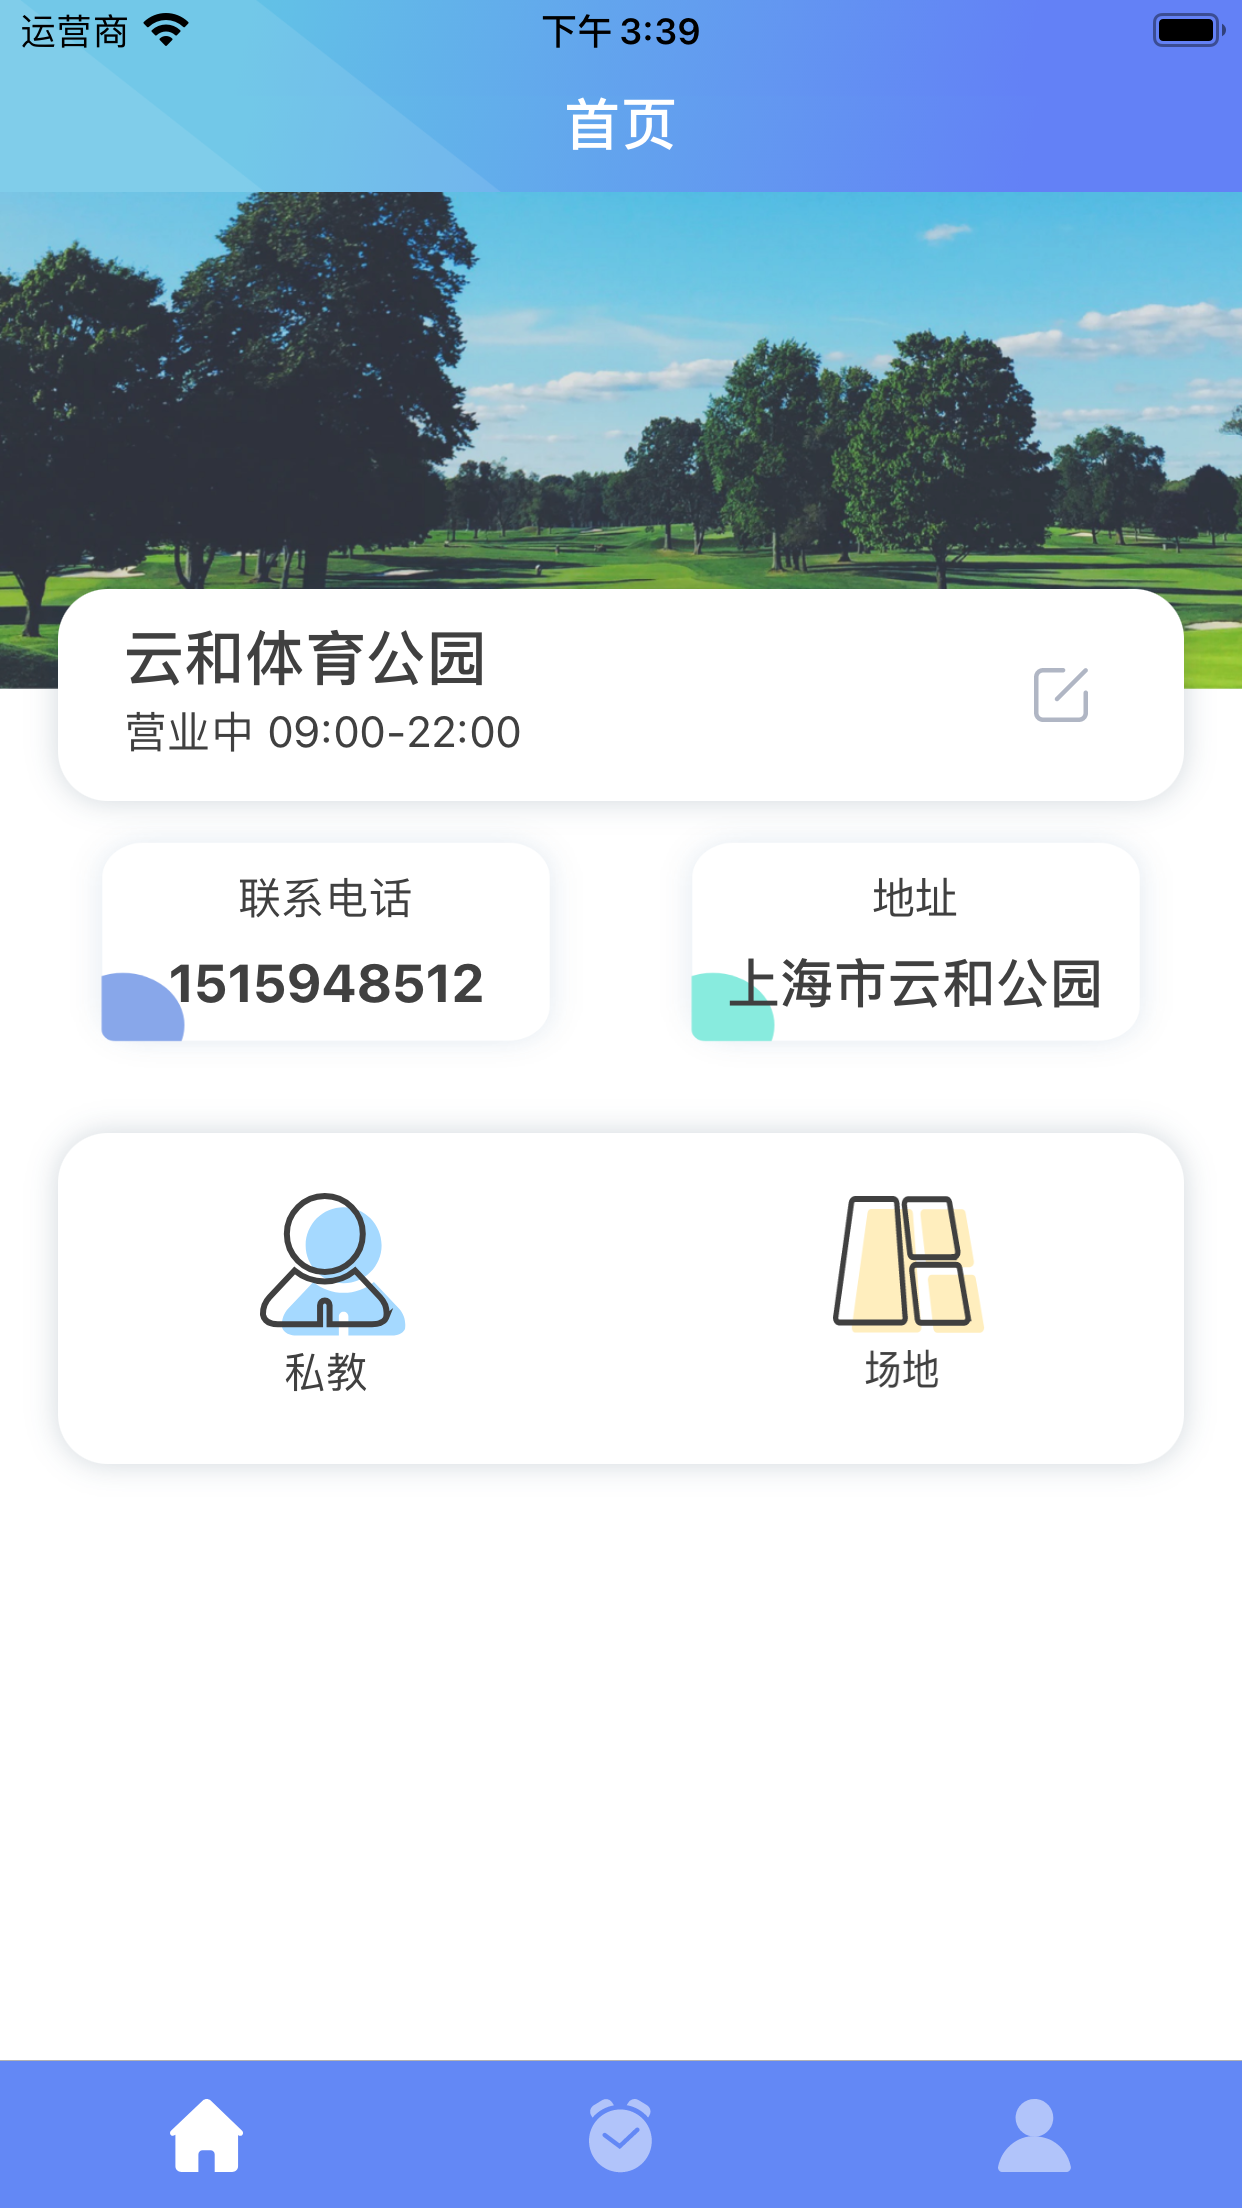 运营商 下午 3:39
首页
云和体育公园
营业中 09:00-22:00
联系电话
1515948512
地址
上海市云和公园
私教
场地